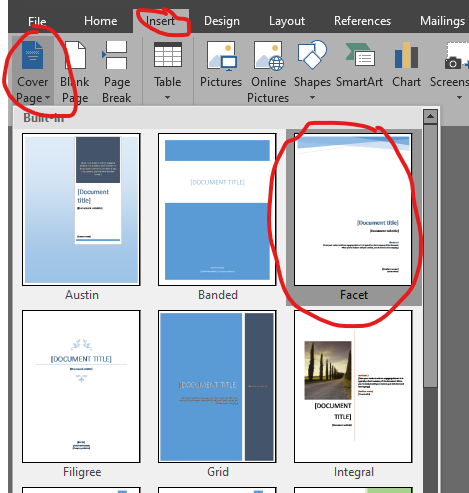 File Home Insert Design Layout References Mailings
Cover Page Blank Page Page Break Table Pictures Online Pictures Shapes SmartArt Chart Screens
Built-in
[Document title]
[DOCUMENT TITLE]
[Document title]
Austin Banded Facet
[DOCUMENT TITLE]
[DOCUMENT TITLE]
[DOCUMENT TITLE]
Filigree Grid Integral